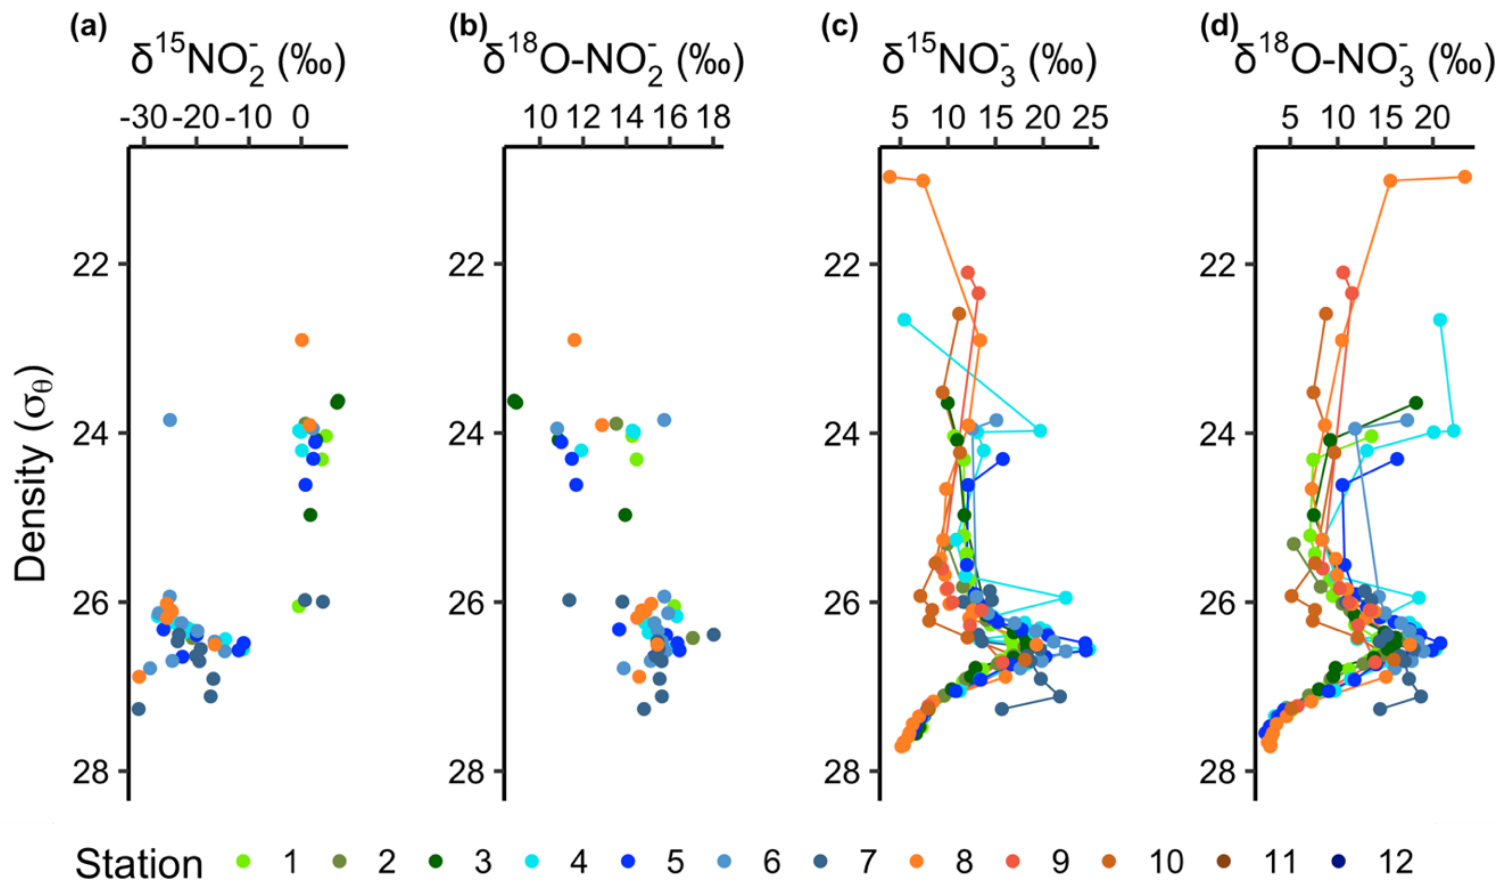 (a) (b) (c) (d)
δ15NO2- (‰) δ18O-NO2- (‰) δ15NO3- (‰) δ18O-NO3- (‰)
-30 -20 -10 0 10 12 14 16 18 5 10 15 20 25 5 10 15 20
22 22 22 22
24 24 24 24
Density (σθ)
26 26 26 26
28 28 28 28
Station 1 2 3 4 5 6 7 8 9 10 11 12